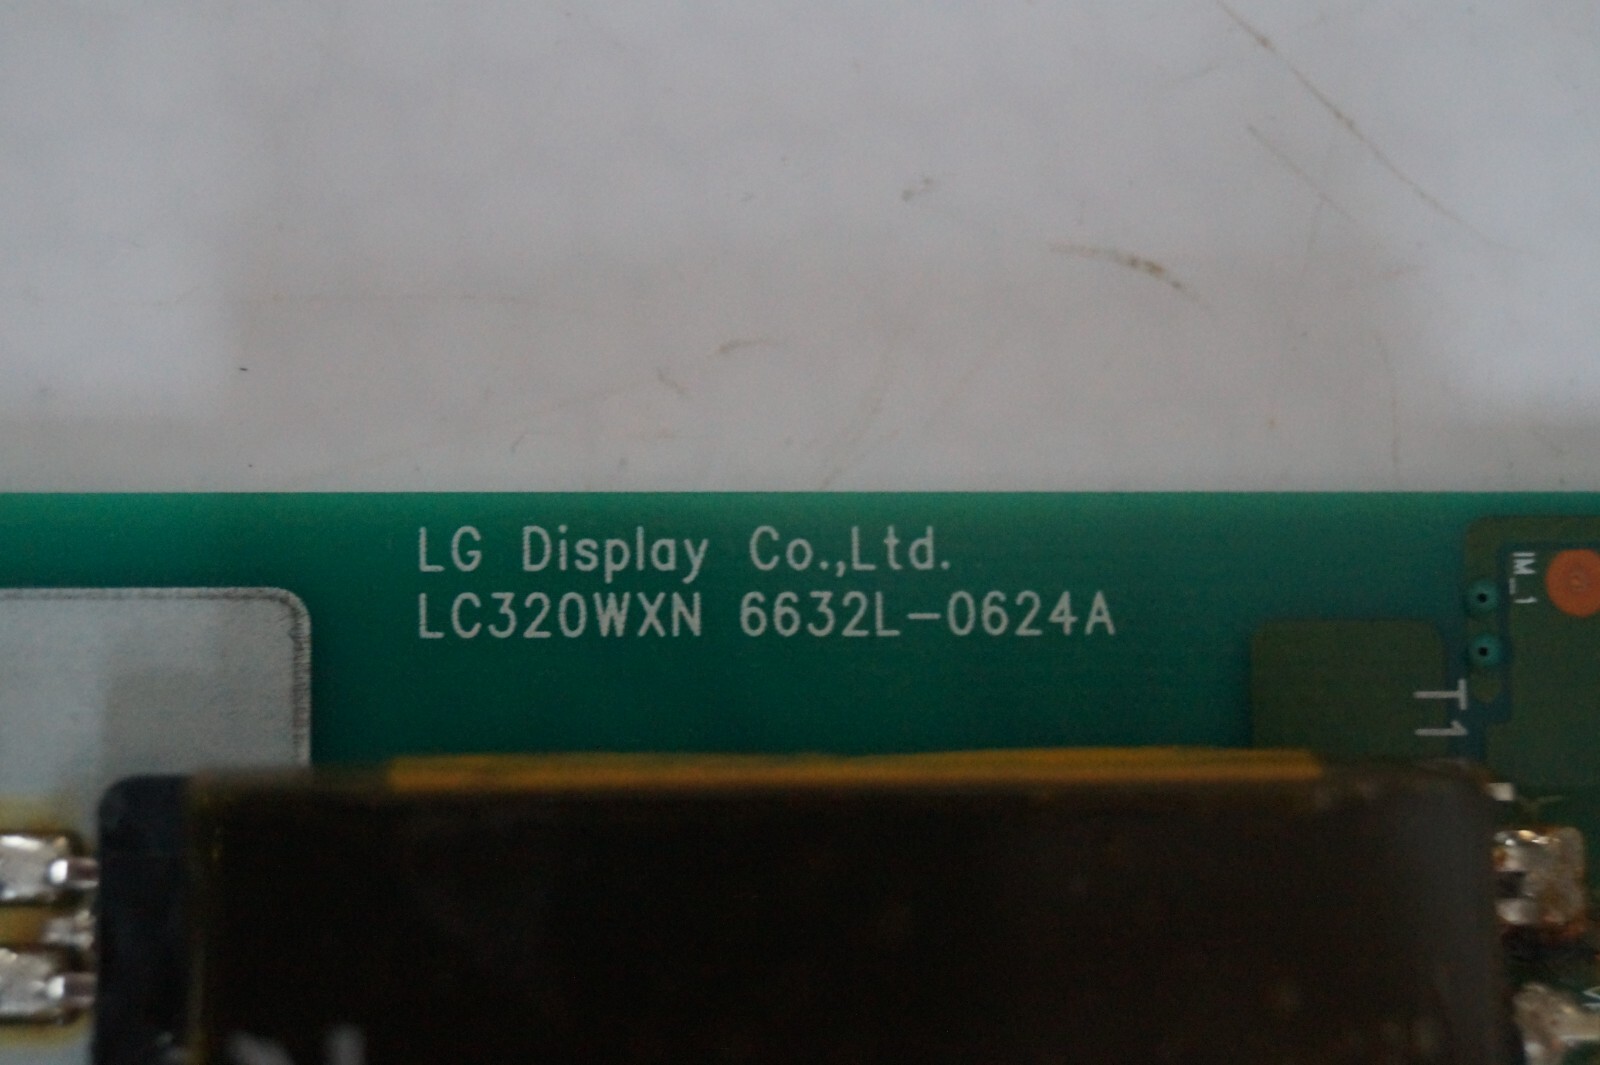 LG Display Co.,Ltd.
LC320WXN 6632L-0624A
IM_1
T1